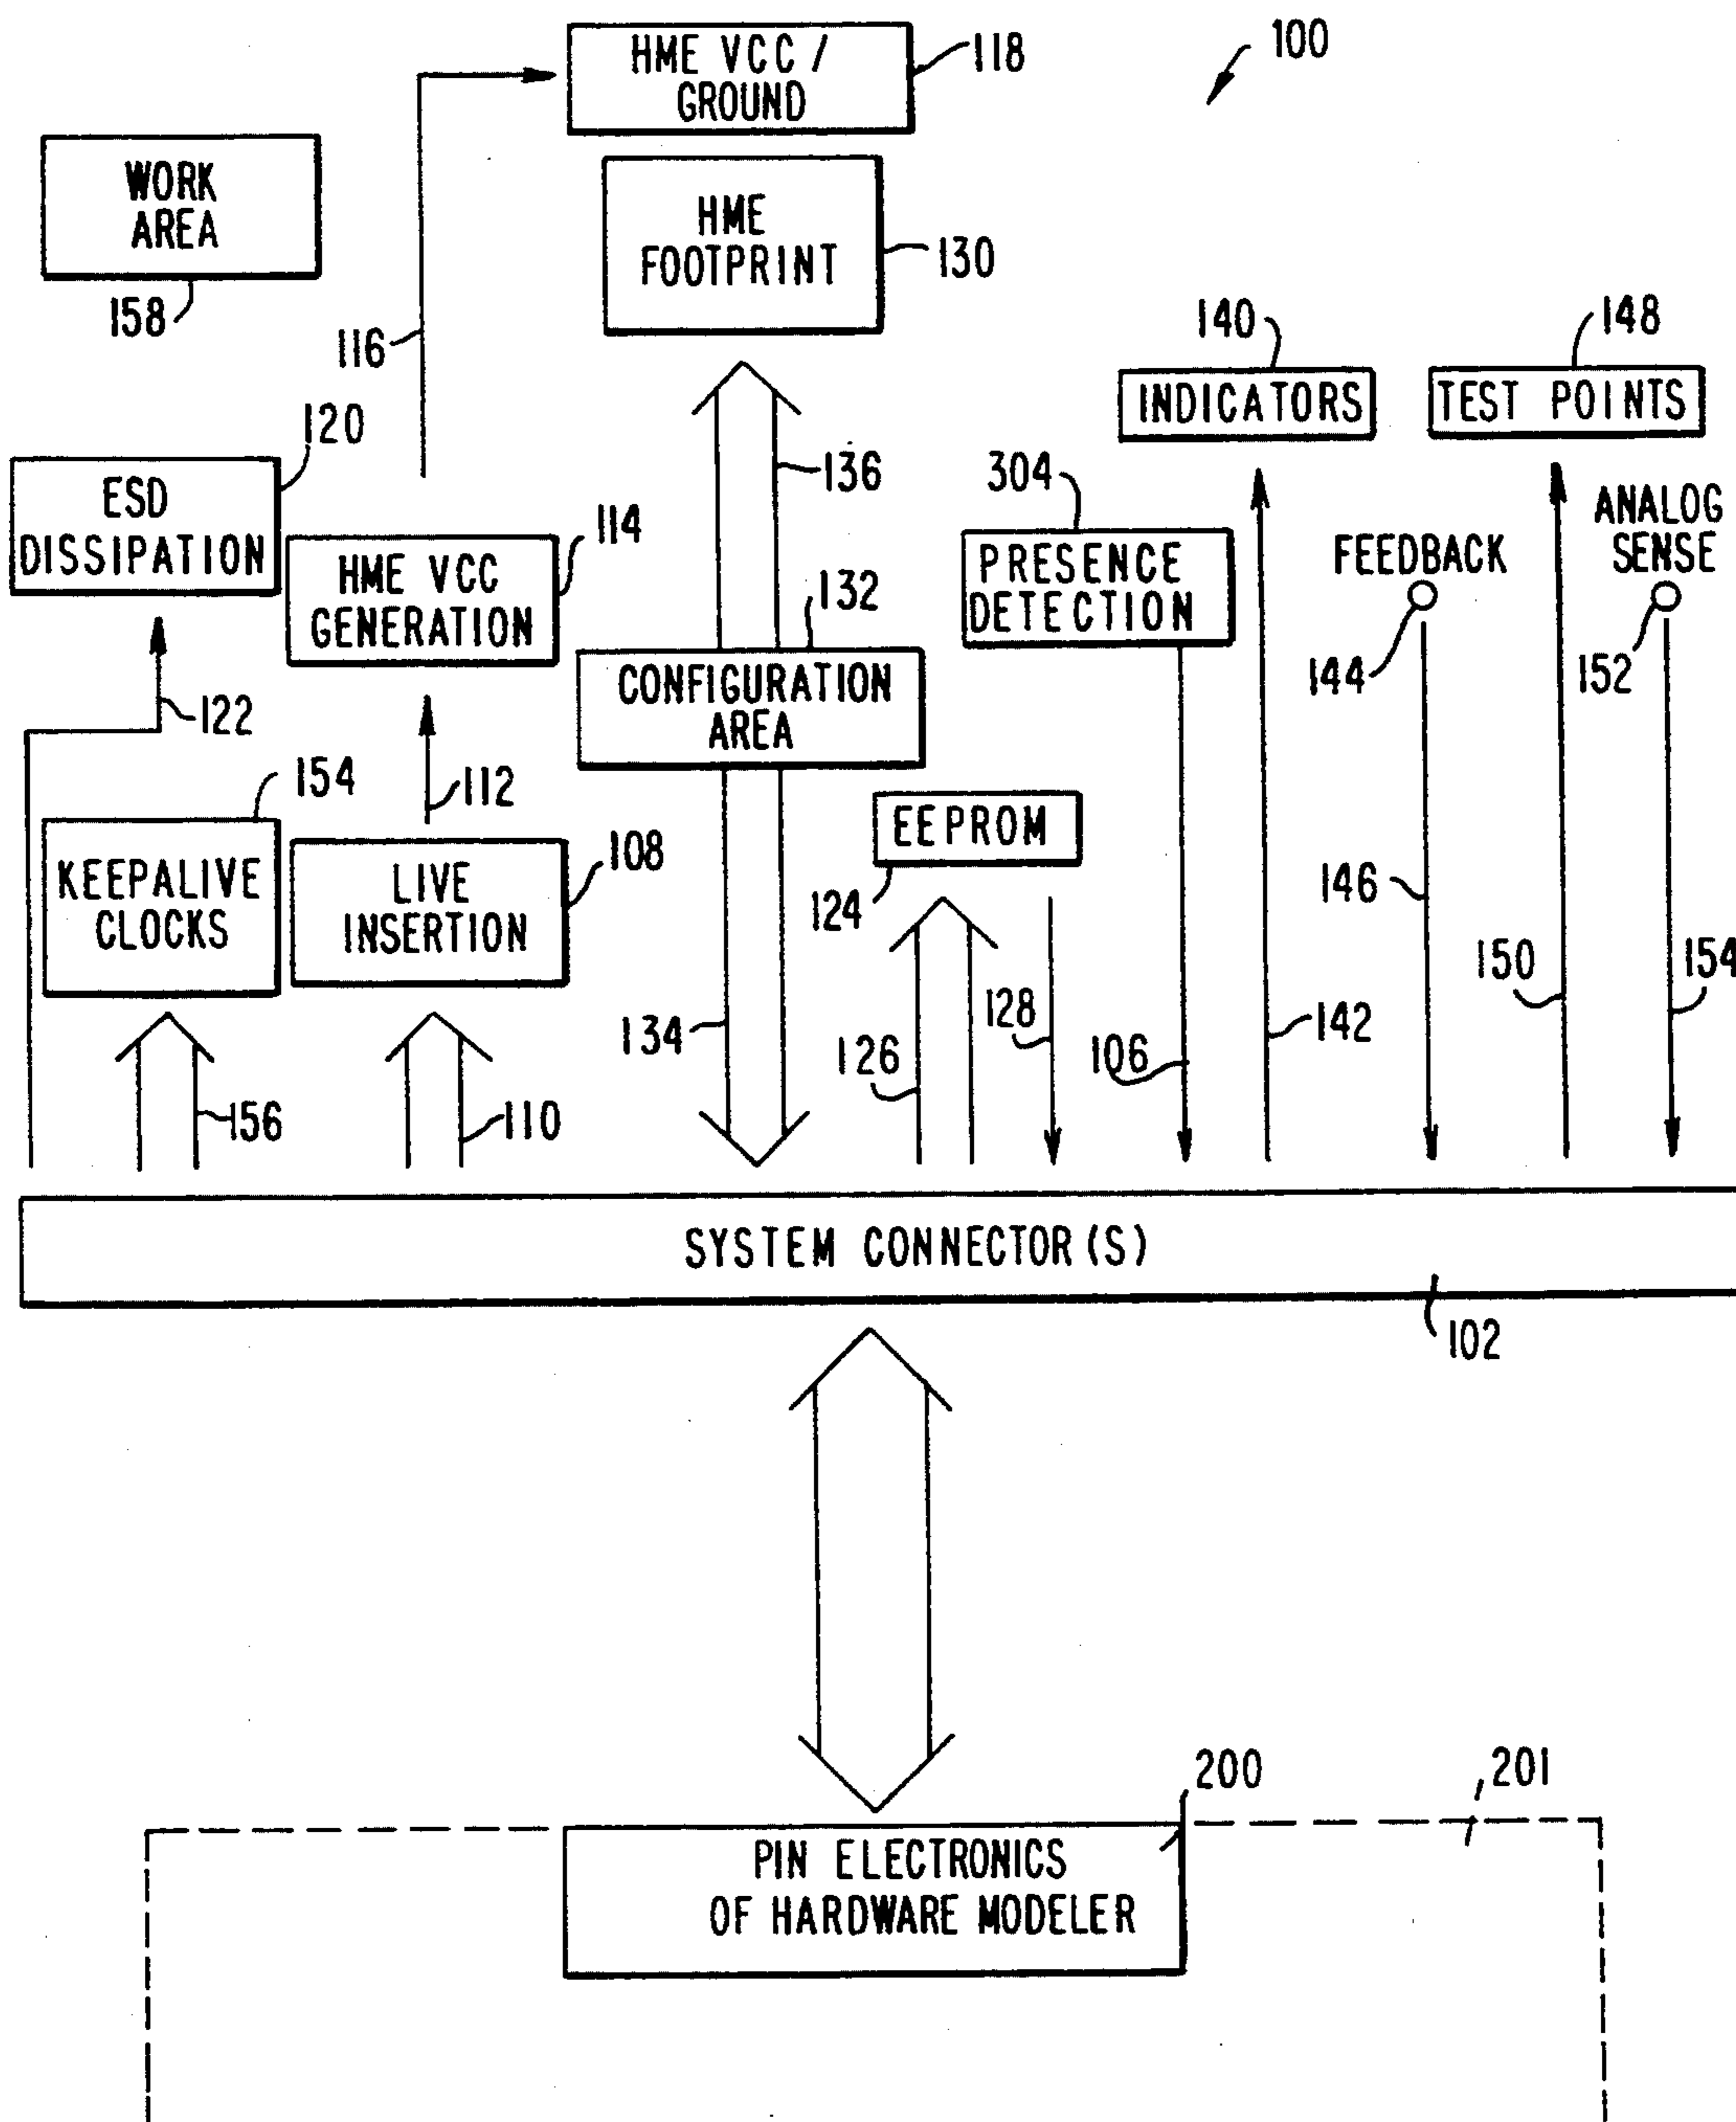 100
HME VCC /
GROUND
118
WORK
AREA
158
HME
FOOTPRINT
130
116
140
148
INDICATORS
TEST POINTS
120
ESD
DISSIPATION
136
304
ANALOG
SENSE
114
HME VCC
GENERATION
PRESENCE
DETECTION
FEEDBACK
132
144
152
122
CONFIGURATION
AREA
154
112
EEPROM
KEEPALIVE
CLOCKS
LIVE
INSERTION
108
124
146
150
154
134
128
126
106
142
156
110
SYSTEM CONNECTOR(S)
102
200
201
PIN ELECTRONICS
OF HARDWARE MODELER